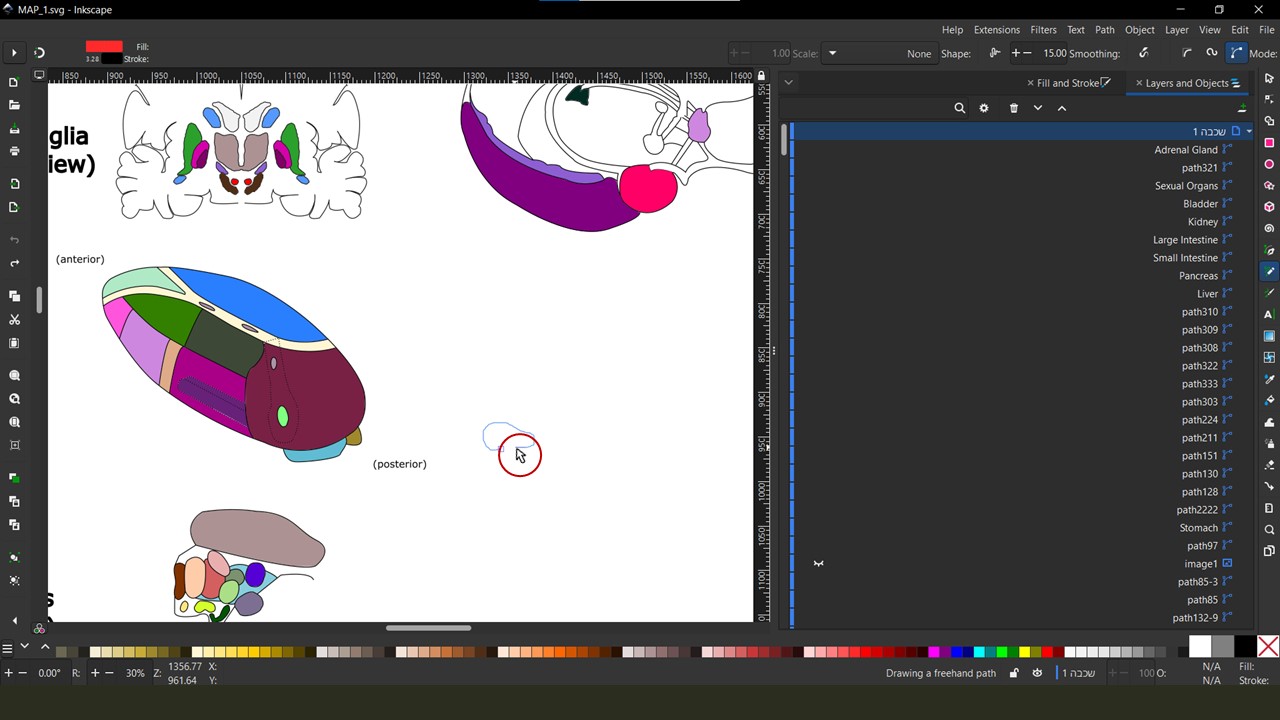 MAP_1.svg - Inkscape
Help Extensions Filters Text Path Object Layer View Edit File
3.28 Fill: Stroke: 1.00 Scale: None Shape: 15.00 Smoothing: Mode:
850 900 950 1000 1050 1100 1150 1200 1250 1300 1350 1400 1450 1500 1550 1600
Fill and Stroke
Layers and Objects
glia
iew)
(anterior)
(posterior)
שכבה 1
Adrenal Gland
path321
Sexual Organs
Bladder
Kidney
Large Intestine
Small Intestine
Pancreas
Liver
path310
path309
path308
path322
path333
path303
path224
path211
path151
path130
path128
path2222
Stomach
path97
image1
path85-3
path85
path132-9
0.00° R: 30% Z: 1356.77 X:
961.64 Y:
Drawing a freehand path
שכבה 1
100 O: N/A Fill:
N/A Stroke: